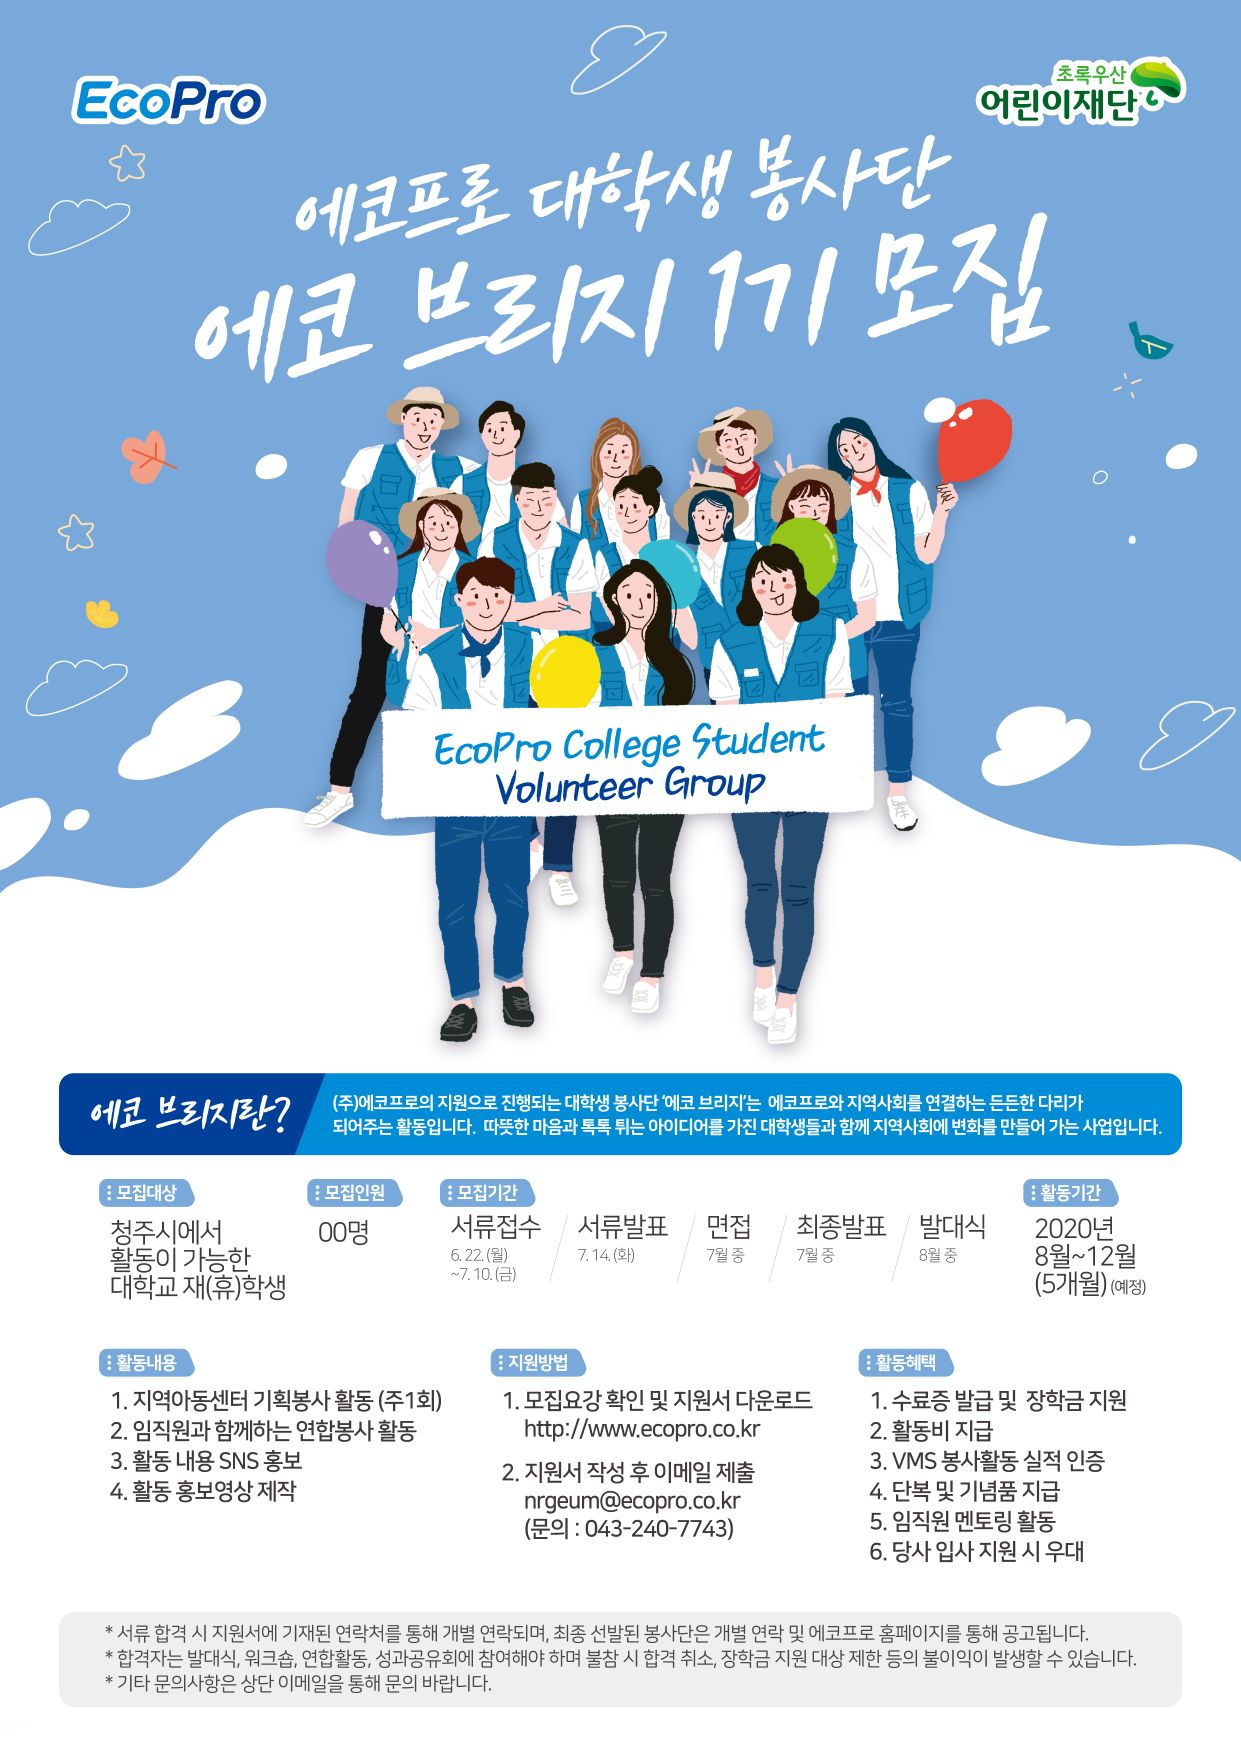 EcoPro
초록우산
어린이재단
에코프로 대학생 봉사단
에코 브리지 1기 모집
EcoPro College Student
Volunteer Group
에코 브리지란?
(주)에코프로의 지원으로 진행되는 대학생 봉사단 ‘에코 브리지’는 에코프로와 지역사회를 연결하는 든든한 다리가
되어주는 활동입니다. 따뜻한 마음과 톡톡 튀는 아이디어를 가진 대학생들과 함께 지역사회에 변화를 만들어 가는 사업입니다.
모집대상
청주시에서
활동이 가능한
대학교 재(휴)학생
모집인원
00명
모집기간
서류접수
6. 22. (월)
~7. 10. (금)
서류발표
7. 14. (화)
면접
7월 중
최종발표
7월 중
발대식
8월 중
활동기간
2020년
8월~12월
(5개월) (예정)
활동내용
1. 지역아동센터 기획봉사 활동 (주1회)
2. 임직원과 함께하는 연합봉사 활동
3. 활동 내용 SNS 홍보
4. 활동 홍보영상 제작
지원방법
1. 모집요강 확인 및 지원서 다운로드
http://www.ecopro.co.kr
2. 지원서 작성 후 이메일 제출
nrgeum@ecopro.co.kr
(문의 : 043-240-7743)
활동혜택
1. 수료증 발급 및 장학금 지원
2. 활동비 지급
3. VMS 봉사활동 실적 인증
4. 단복 및 기념품 지급
5. 임직원 멘토링 활동
6. 당사 입사 지원 시 우대
* 서류 합격 시 지원서에 기재된 연락처를 통해 개별 연락되며, 최종 선발된 봉사단은 개별 연락 및 에코프로 홈페이지를 통해 공고됩니다.
* 합격자는 발대식, 워크숍, 연합활동, 성과공유회에 참여해야 하며 불참 시 합격 취소, 장학금 지원 대상 제한 등의 불이익이 발생할 수 있습니다.
* 기타 문의사항은 상단 이메일을 통해 문의 바랍니다.